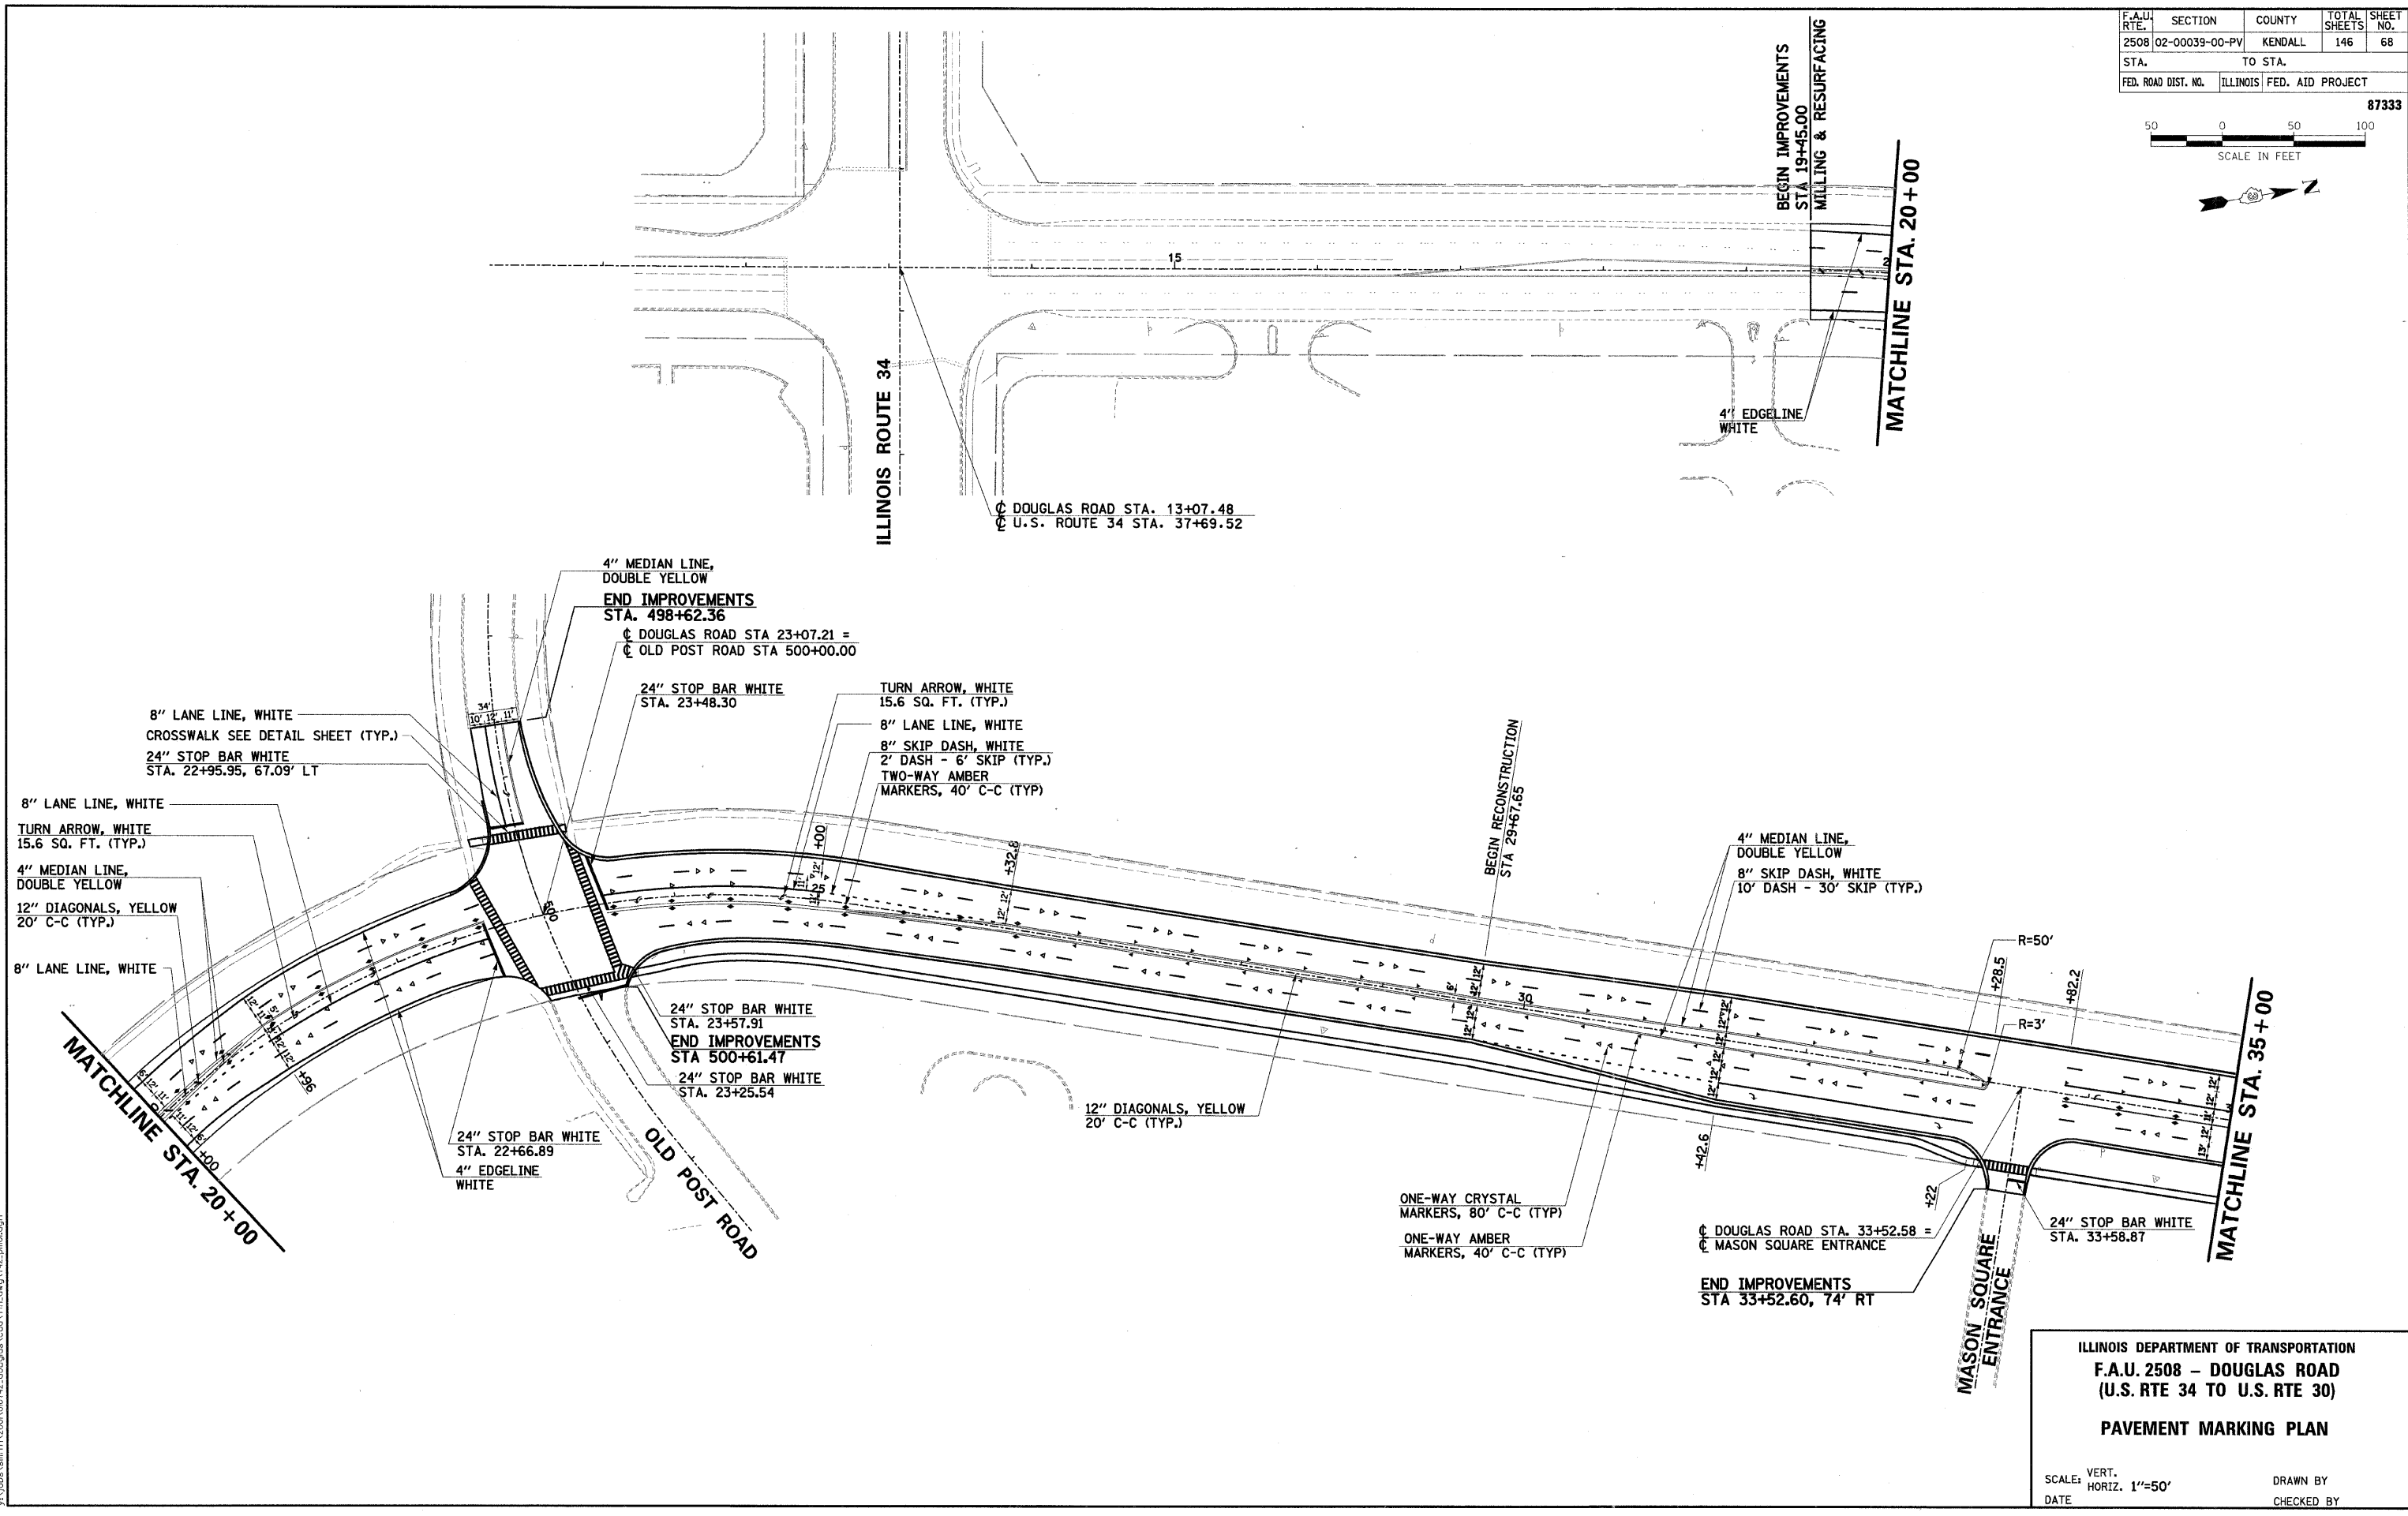 F.A.U. RTE. SECTION COUNTY TOTAL SHEETS SHEET NO.
2508 02-00039-00-PV KENDALL 146 68
STA. TO STA.
FED. ROAD DIST. NO. ILLINOIS FED. AID PROJECT
87333
50 0 50 100
SCALE IN FEET
N
BEGIN IMPROVEMENTS
STA 19+45.00
MILLING & RESURFACING
MATCHLINE STA. 20+00
15
4" EDGELINE
WHITE
ILLINOIS ROUTE 34
℄ DOUGLAS ROAD STA. 13+07.48
℄ U.S. ROUTE 34 STA. 37+69.52
4" MEDIAN LINE,
DOUBLE YELLOW
END IMPROVEMENTS
STA. 498+62.36
℄ DOUGLAS ROAD STA 23+07.21 =
℄ OLD POST ROAD STA 500+00.00
24" STOP BAR WHITE
STA. 23+48.30
TURN ARROW, WHITE
15.6 SQ. FT. (TYP.)
8" LANE LINE, WHITE
8" SKIP DASH, WHITE
2' DASH - 6' SKIP (TYP.)
TWO-WAY AMBER
MARKERS, 40' C-C (TYP)
34'
10' 12' 11'
8" LANE LINE, WHITE
CROSSWALK SEE DETAIL SHEET (TYP.)
24" STOP BAR WHITE
STA. 22+95.95, 67.09' LT
8" LANE LINE, WHITE
TURN ARROW, WHITE
15.6 SQ. FT. (TYP.)
4" MEDIAN LINE,
DOUBLE YELLOW
12" DIAGONALS, YELLOW
20' C-C (TYP.)
8" LANE LINE, WHITE
MATCHLINE STA. 20+00
+00
+96
500
25
+00
+32.8
24" STOP BAR WHITE
STA. 23+57.91
END IMPROVEMENTS
STA 500+61.47
24" STOP BAR WHITE
STA. 23+25.54
24" STOP BAR WHITE
STA. 22+66.89
4" EDGELINE
WHITE
OLD POST ROAD
BEGIN RECONSTRUCTION
STA 29+67.65
30
12" DIAGONALS, YELLOW
20' C-C (TYP.)
4" MEDIAN LINE,
DOUBLE YELLOW
8" SKIP DASH, WHITE
10' DASH - 30' SKIP (TYP.)
R=50'
+28.5
+82.2
R=3'
+42.6
+22
ONE-WAY CRYSTAL
MARKERS, 80' C-C (TYP)
ONE-WAY AMBER
MARKERS, 40' C-C (TYP)
℄ DOUGLAS ROAD STA. 33+52.58 =
℄ MASON SQUARE ENTRANCE
END IMPROVEMENTS
STA 33+52.60, 74' RT
24" STOP BAR WHITE
STA. 33+58.87
MASON SQUARE
ENTRANCE
MATCHLINE STA. 35+00
ILLINOIS DEPARTMENT OF TRANSPORTATION
F.A.U. 2508 – DOUGLAS ROAD
(U.S. RTE 34 TO U.S. RTE 30)
PAVEMENT MARKING PLAN
SCALE: VERT.
HORIZ. 1"=50'
DRAWN BY
DATE
CHECKED BY